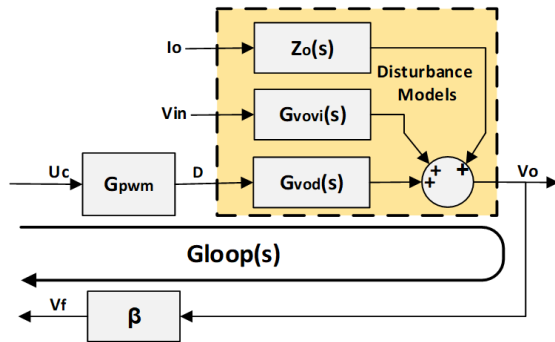 Io
Zo(s)
Disturbance
Models
Vin
Gvovi(s)
+
+
Uc
Gpwm
D
Gvod(s)
+
Vo
Gloop(s)
Vf
β